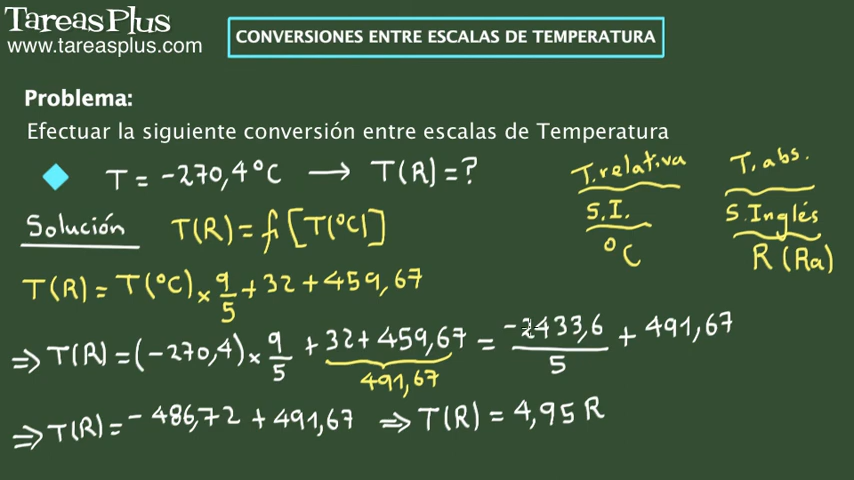 TareasPlus
www.tareasplus.com
CONVERSIONES ENTRE ESCALAS DE TEMPERATURA
Problema:
Efectuar la siguiente conversión entre escalas de Temperatura
T = -270,4°C → T(R) = ?
T. relativa
S.I.
°C
T. abs.
S. Inglés
R (Ra)
Solución T(R) = f[T(°C)]
T(R) = T(°C) × 9/5 + 32 + 459,67
⇒ T(R) = (-270,4) × 9/5 + 32 + 459,67 = -2433,6/5 + 491,67
491,67
⇒ T(R) = -486,72 + 491,67 ⇒ T(R) = 4,95 R